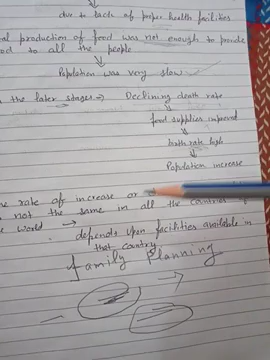 due to lack of proper health facilities
al production of food was not enough to provide
od to all the people
Population was very slow
the later stages → Declining death rate
food supplies improved
birth rate high
Population increase
rate of increase or
not the same in all the countries of
world → depends upon facilities available in
that country
Family Planning